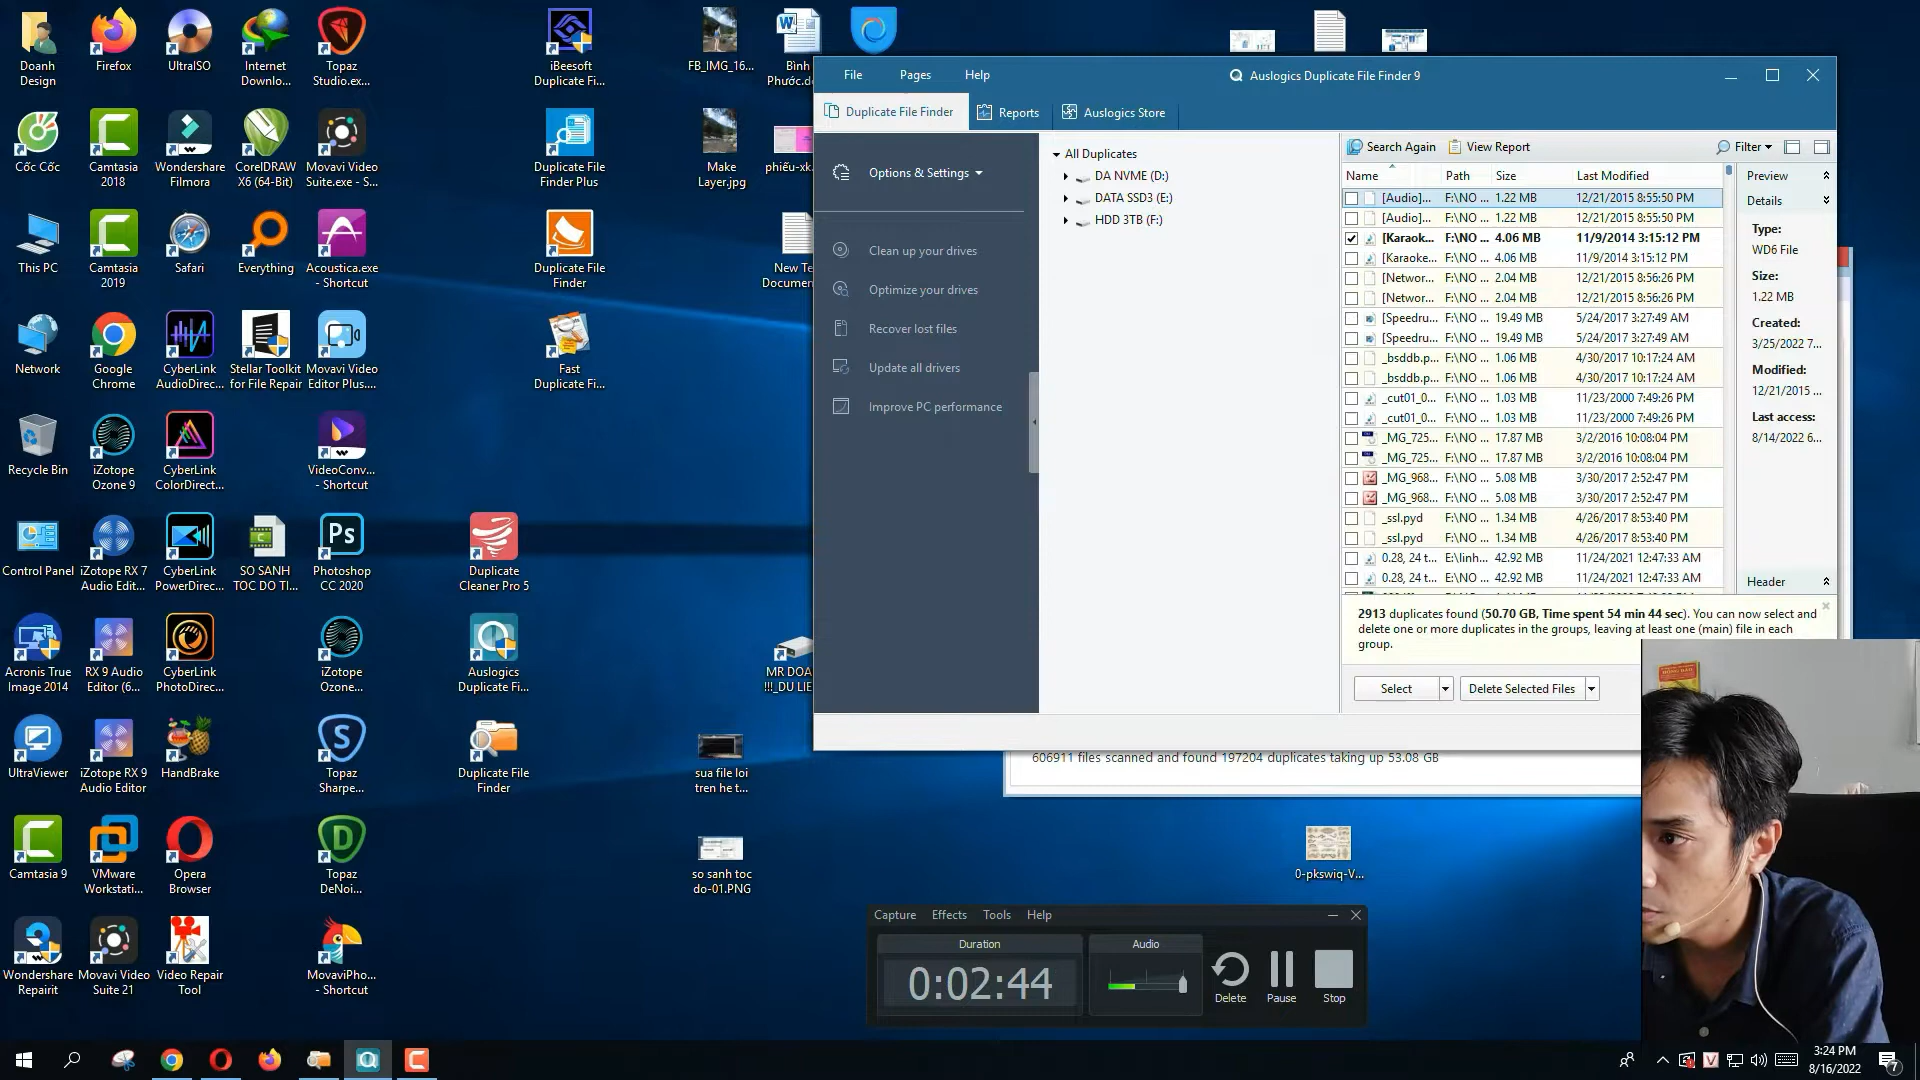 Doanh
Design
Firefox
UltraISO
Internet
Downlo...
Topaz
Studio.exe...
iBeesoft
Duplicate Fi...
FB_IMG_16...
Bình
Phước.d
Cốc Cốc
Camtasia
2018
Wondershare
Filmora
CorelDRAW
X6 (64-Bit)
Movavi Video
Suite.exe - S...
Duplicate File
Finder Plus
Make
Layer.jpg
phiếu-xk.
This PC
Camtasia
2019
Safari
Everything
Acoustica.exe
- Shortcut
Duplicate File
Finder
New Te
Documen
Network
Google
Chrome
CyberLink
AudioDirec...
Stellar Toolkit
for File Repair
Movavi Video
Editor Plus....
Fast
Duplicate Fi...
Recycle Bin
iZotope
Ozone 9
CyberLink
ColorDirect...
VideoConv...
- Shortcut
Control Panel
iZotope RX 7
Audio Edit...
CyberLink
PowerDirec...
SO SANH
TOC DO TI...
Ps
Photoshop
CC 2020
Duplicate
Cleaner Pro 5
Acronis True
Image 2014
RX 9 Audio
Editor (6...
CyberLink
PhotoDirec...
iZotope
Ozone...
Auslogics
Duplicate Fi...
MR DOA
!!!_DU LIE
UltraViewer
iZotope RX 9
Audio Editor
HandBrake
Topaz
Sharpe...
Duplicate File
Finder
sua file loi
tren he t...
Camtasia 9
VMware
Workstati...
Opera
Browser
Topaz
DeNoi...
so sanh toc
do-01.PNG
0-pkswiq-V...
Wondershare
Repairit
Movavi Video
Suite 21
Video Repair
Tool
MovaviPho...
- Shortcut
File Pages Help
Auslogics Duplicate File Finder 9
Duplicate File Finder
Reports
Auslogics Store
Options & Settings
Clean up your drives
Optimize your drives
Recover lost files
Update all drivers
Improve PC performance
All Duplicates
DA NVME (D:)
DATA SSD3 (E:)
HDD 3TB (F:)
Search Again
View Report
Filter
Name Path Size Last Modified
[Audio]... F:\NO ... 1.22 MB 12/21/2015 8:55:50 PM
[Audio]... F:\NO ... 1.22 MB 12/21/2015 8:55:50 PM
[Karaok... F:\NO ... 4.06 MB 11/9/2014 3:15:12 PM
[Karaoke... F:\NO ... 4.06 MB 11/9/2014 3:15:12 PM
[Networ... F:\NO ... 2.04 MB 12/21/2015 8:56:26 PM
[Networ... F:\NO ... 2.04 MB 12/21/2015 8:56:26 PM
[Speedru... F:\NO ... 19.49 MB 5/24/2017 3:27:49 AM
[Speedru... F:\NO ... 19.49 MB 5/24/2017 3:27:49 AM
_bsddb.p... F:\NO ... 1.06 MB 4/30/2017 10:17:24 AM
_bsddb.p... F:\NO ... 1.06 MB 4/30/2017 10:17:24 AM
_cut01_0... F:\NO ... 1.03 MB 11/23/2000 7:49:26 PM
_cut01_0... F:\NO ... 1.03 MB 11/23/2000 7:49:26 PM
_MG_725... F:\NO ... 17.87 MB 3/2/2016 10:08:04 PM
_MG_725... F:\NO ... 17.87 MB 3/2/2016 10:08:04 PM
_MG_968... F:\NO ... 5.08 MB 3/30/2017 2:52:47 PM
_MG_968... F:\NO ... 5.08 MB 3/30/2017 2:52:47 PM
_ssl.pyd F:\NO ... 1.34 MB 4/26/2017 8:53:40 PM
_ssl.pyd F:\NO ... 1.34 MB 4/26/2017 8:53:40 PM
0.28, 24 t... E:\linh... 42.92 MB 11/24/2021 12:47:33 AM
0.28, 24 t... E:\linh... 42.92 MB 11/24/2021 12:47:33 AM
Preview
Details
Type:
WD6 File
Size:
1.22 MB
Created:
3/25/2022 7...
Modified:
12/21/2015 ...
Last access:
8/14/2022 6...
Header
2913 duplicates found (50.70 GB, Time spent 54 min 44 sec). You can now select and
delete one or more duplicates in the groups, leaving at least one (main) file in each
group.
Select
Delete Selected Files
606911 files scanned and found 197204 duplicates taking up 53.08 GB
Capture Effects Tools Help
Duration
0:02:44
Audio
Delete
Pause
Stop
3:24 PM
8/16/2022
7